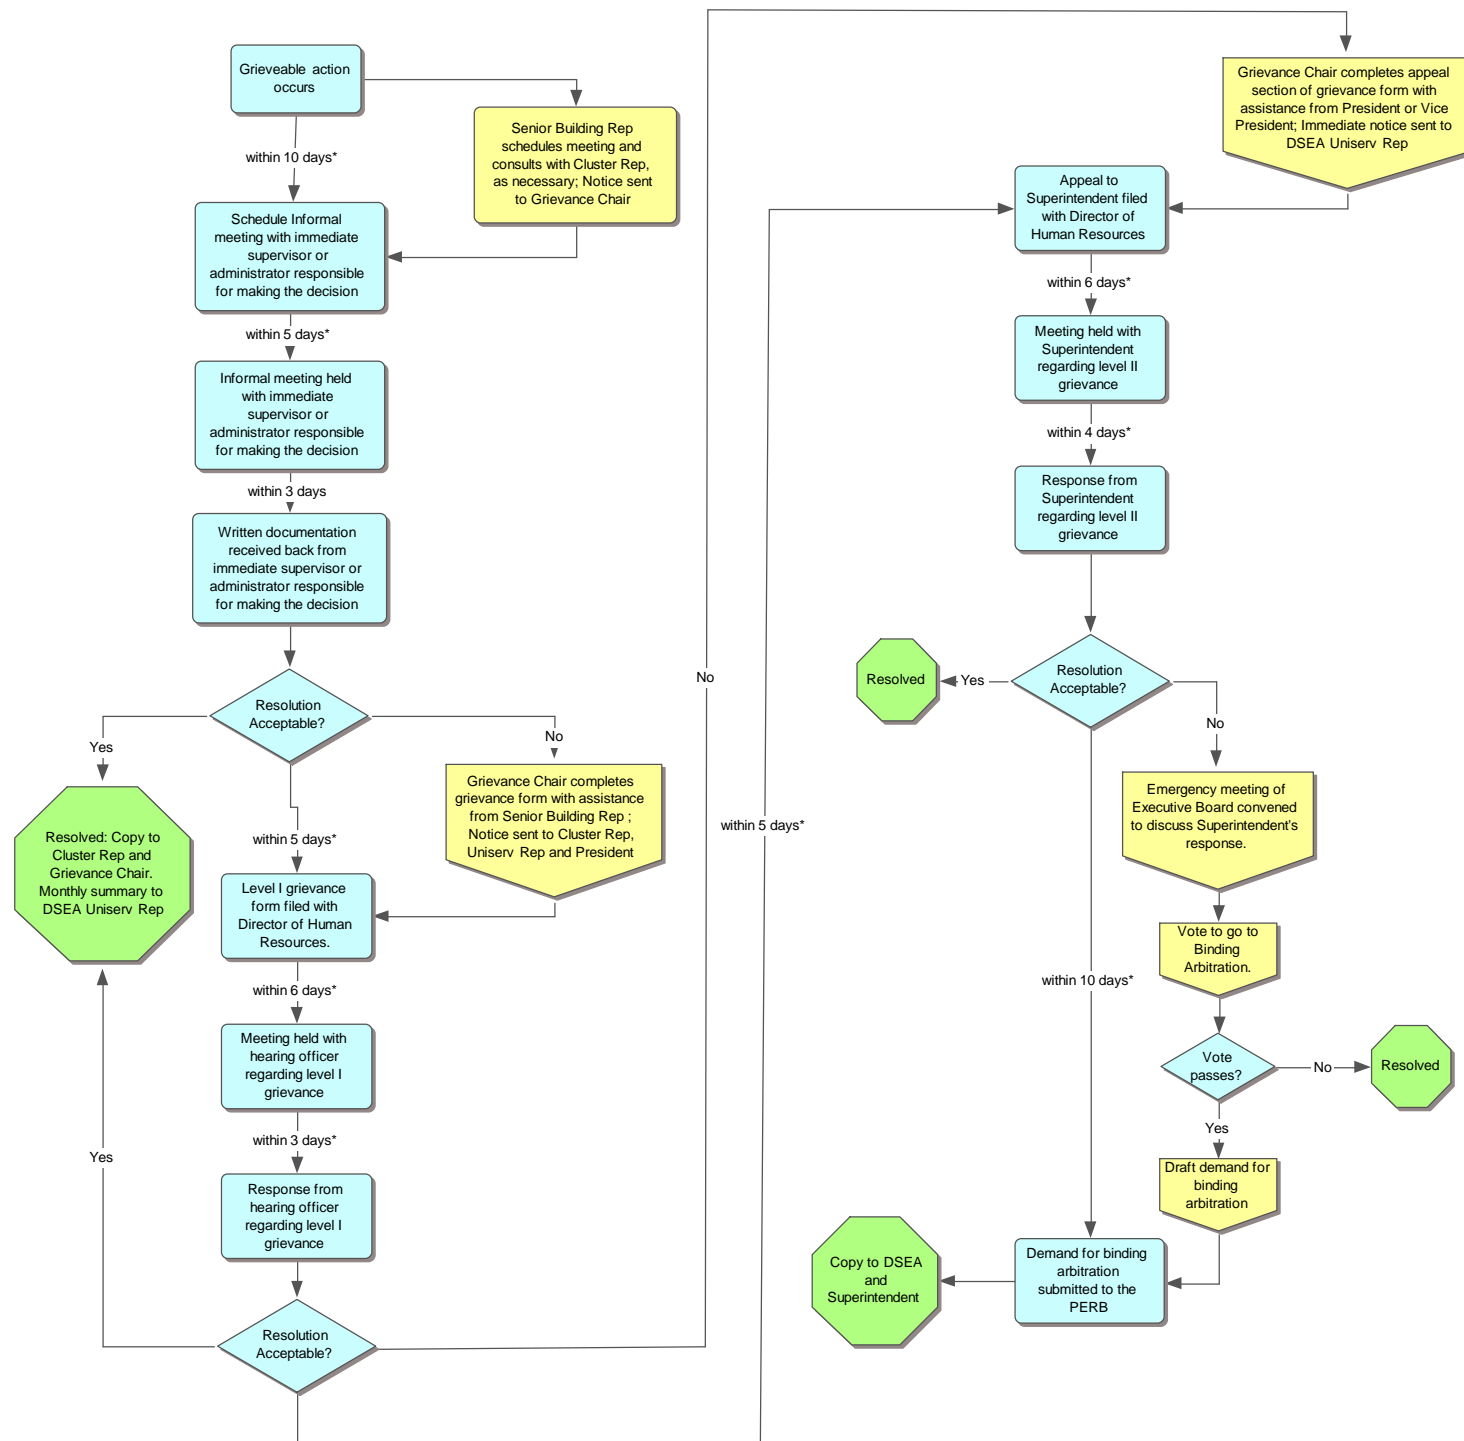 Grieveable action
occurs
within 10 days*
Senior Building Rep
schedules meeting and
consults with Cluster Rep,
as necessary; Notice sent
to Grievance Chair
Schedule Informal
meeting with immediate
supervisor or
administrator responsible
for making the decision
within 5 days*
Informal meeting held
with immediate
supervisor or
administrator responsible
for making the decision
within 3 days
Written documentation
received back from
immediate supervisor or
administrator responsible
for making the decision
Resolution
Acceptable?
Yes
No
Resolved: Copy to
Cluster Rep and
Grievance Chair.
Monthly summary to
DSEA Uniserv Rep
within 5 days*
Grievance Chair completes
grievance form with assistance
from Senior Building Rep ;
Notice sent to Cluster Rep,
Uniserv Rep and President
Level I grievance
form filed with
Director of Human
Resources.
within 6 days*
Meeting held with
hearing officer
regarding level I
grievance
within 3 days*
Response from
hearing officer
regarding level I
grievance
Yes
Resolution
Acceptable?
No
within 5 days*
Grievance Chair completes appeal
section of grievance form with
assistance from President or Vice
President; Immediate notice sent to
DSEA Uniserv Rep
Appeal to
Superintendent filed
with Director of
Human Resources
within 6 days*
Meeting held with
Superintendent
regarding level II
grievance
within 4 days*
Response from
Superintendent
regarding level II
grievance
Resolution
Acceptable?
Yes
Resolved
No
Emergency meeting of
Executive Board convened
to discuss Superintendent's
response.
Vote to go to
Binding
Arbitration.
within 10 days*
Vote
passes?
No
Resolved
Yes
Draft demand for
binding
arbitration
Demand for binding
arbitration
submitted to the
PERB
Copy to DSEA
and
Superintendent